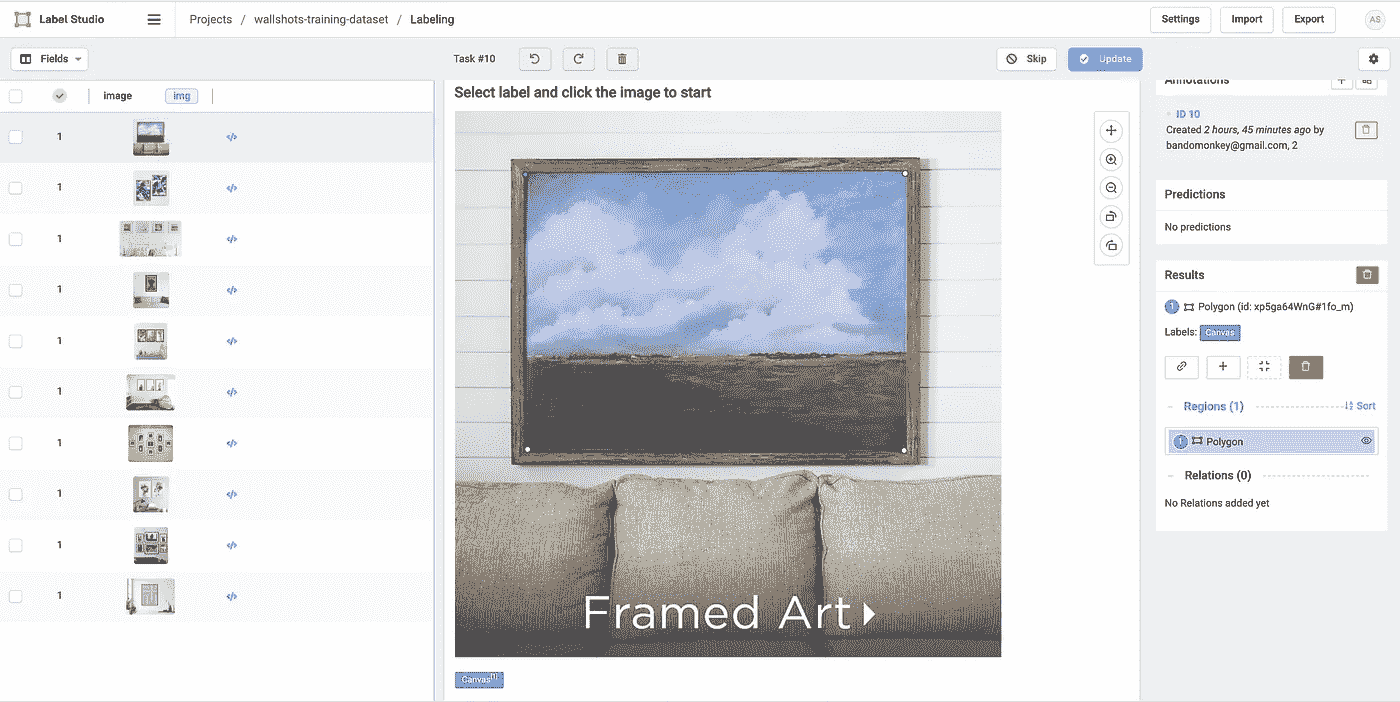 Label Studio
Projects / wallshots-training-dataset / Labeling
Settings
Import
Export
AS
Fields
Task #10
Skip
Update
image
img
1
</>
1
</>
1
</>
1
</>
1
</>
1
</>
1
</>
1
</>
1
</>
1
</>
Select label and click the image to start
Framed Art
Canvas[1]
Annotations
ID 10
Created 2 hours, 45 minutes ago by
bandomonkey@gmail.com, 2
Predictions
No predictions
Results
1 Polygon (id: xp5ga64WnG#1fo_m)
Labels: Canvas
Regions (1)
Sort
1 Polygon
Relations (0)
No Relations added yet